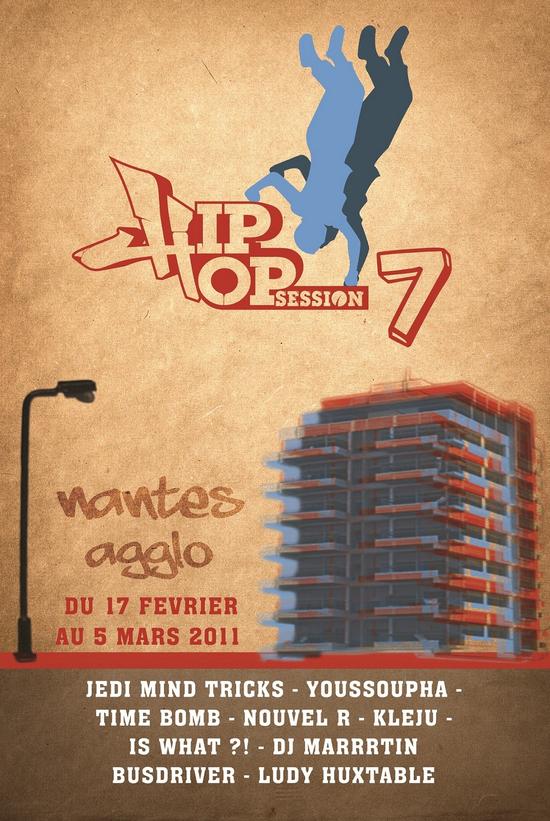 HIP
HOP SESSION 7
nantes
agglo
DU 17 FEVRIER
AU 5 MARS 2011
JEDI MIND TRICKS - YOUSSOUPHA -
TIME BOMB - NOUVEL R - KLEJU -
IS WHAT ?! - DJ MARRRTIN
BUSDRIVER - LUDY HUXTABLE